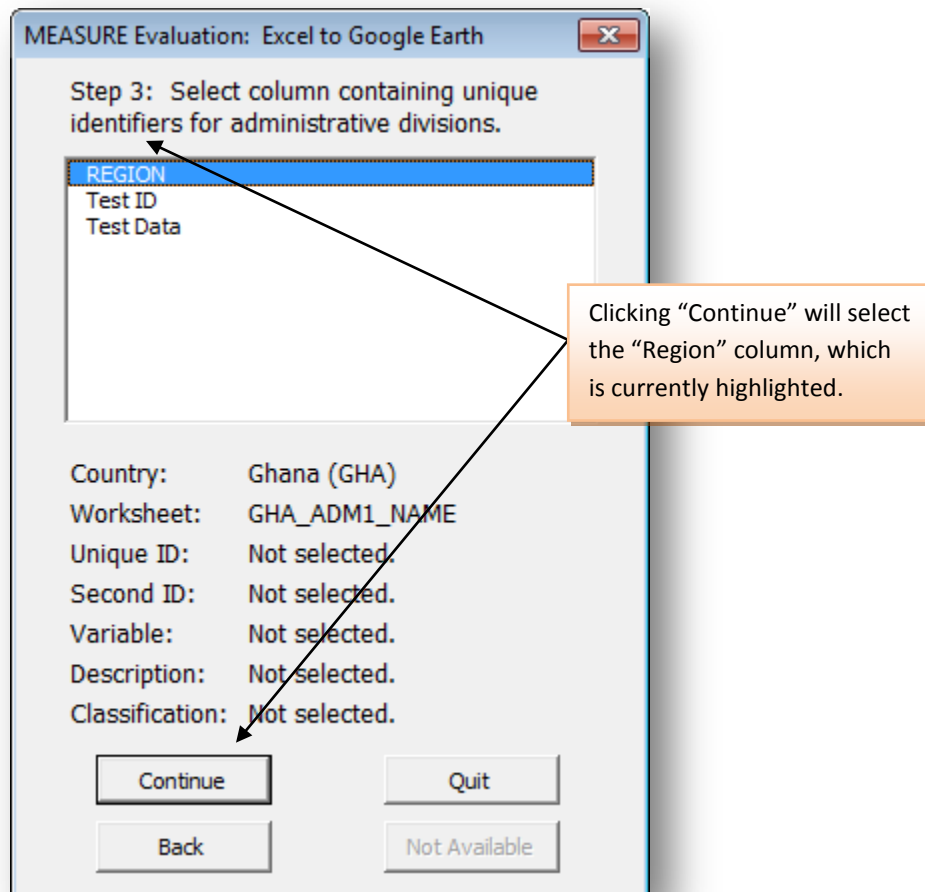 MEASURE Evaluation: Excel to Google Earth
Step 3: Select column containing unique
identifiers for administrative divisions.
REGION
Test ID
Test Data
Clicking “Continue” will select
the “Region” column, which
is currently highlighted.
Country: Ghana (GHA)
Worksheet: GHA_ADM1_NAME
Unique ID: Not selected.
Second ID: Not selected.
Variable: Not selected.
Description: Not selected.
Classification: Not selected.
Continue Quit
Back Not Available